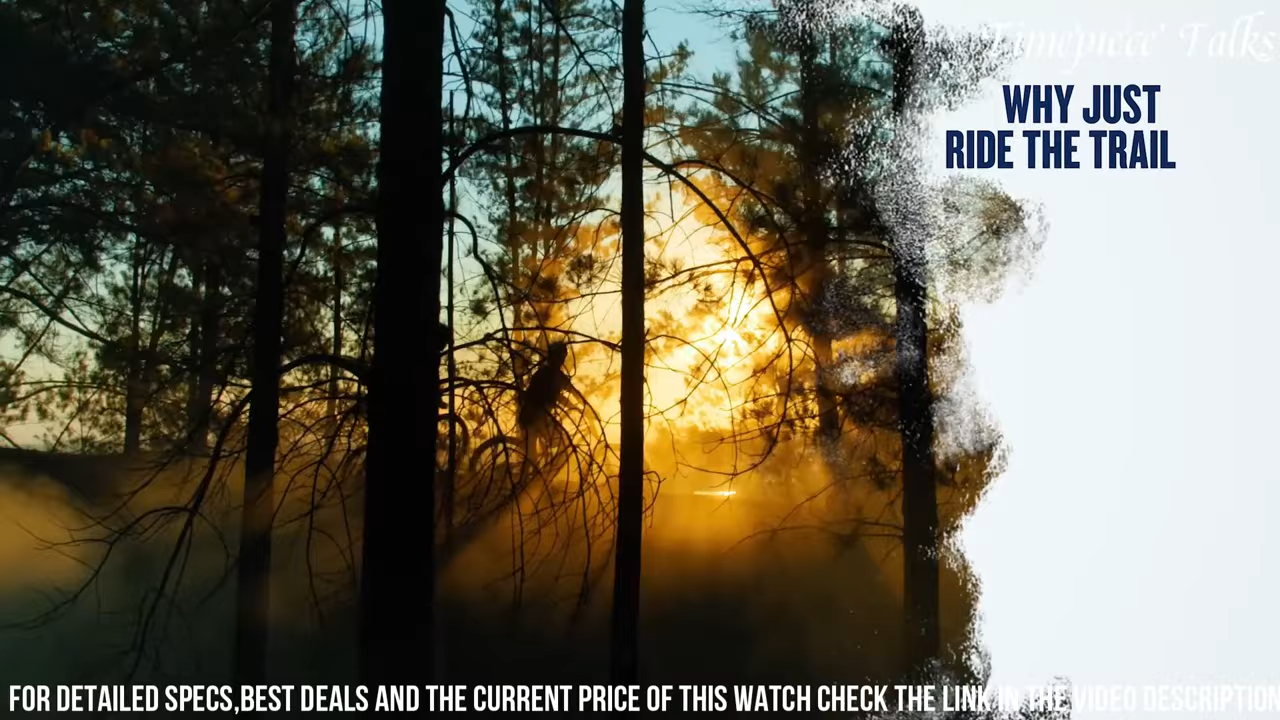 Timepiece' Talks
WHY JUST
RIDE THE TRAIL
FOR DETAILED SPECS,BEST DEALS AND THE CURRENT PRICE OF THIS WATCH CHECK THE LINK IN THE VIDEO DESCRIPTION